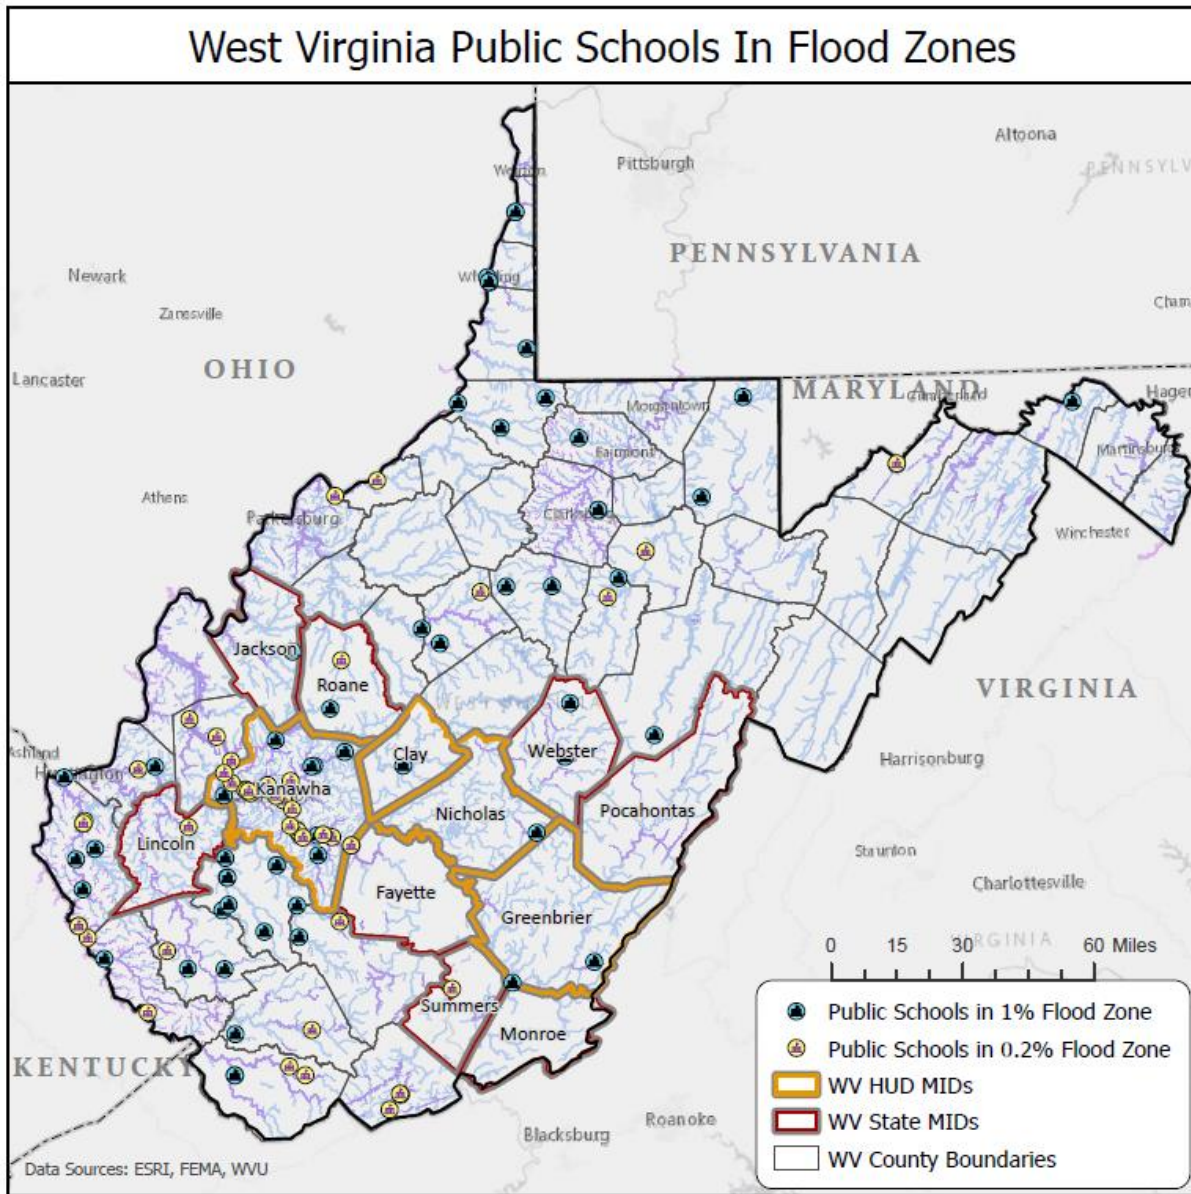 West Virginia Public Schools In Flood Zones
Altoona
Pittsburgh
PENNSYLVANIA
Newark
Zanesville
OHIO
Lancaster
MARYLAND
Morgantown
Fairmont
Athens
Parkersburg
Winchester
Jackson
Roane
VIRGINIA
Clay
Webster
Harrisonburg
Kanawha
Nicholas
Pocahontas
Lincoln
Staunton
Fayette
Charlottesville
Greenbrier
0 15 30 60 Miles
Summers
Monroe
KENTUCKY
Roanoke
Blacksburg
Public Schools in 1% Flood Zone
Public Schools in 0.2% Flood Zone
WV HUD MIDs
WV State MIDs
WV County Boundaries
Data Sources: ESRI, FEMA, WVU